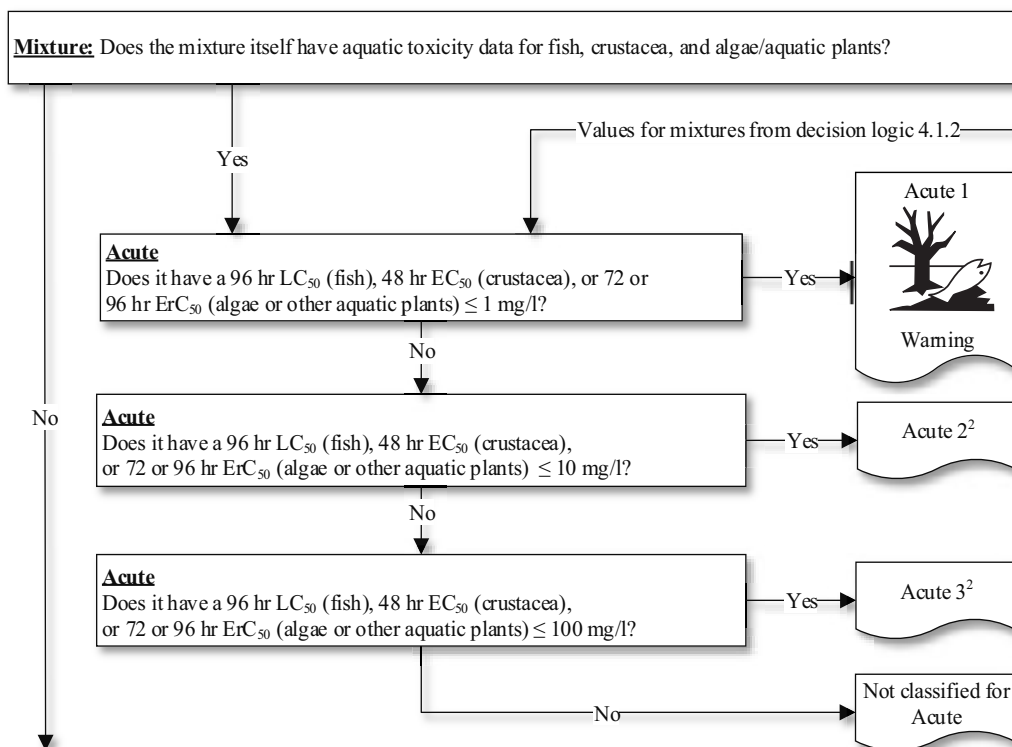 Mixture: Does the mixture itself have aquatic toxicity data for fish, crustacea, and algae/aquatic plants?
Values for mixtures from decision logic 4.1.2
Yes
Acute
Does it have a 96 hr LC₅₀ (fish), 48 hr EC₅₀ (crustacea), or 72 or
96 hr ErC₅₀ (algae or other aquatic plants) ≤ 1 mg/l?
Yes
Acute 1
Warning
No
No
Acute
Does it have a 96 hr LC₅₀ (fish), 48 hr EC₅₀ (crustacea),
or 72 or 96 hr ErC₅₀ (algae or other aquatic plants) ≤ 10 mg/l?
Yes
Acute 2²
No
Acute
Does it have a 96 hr LC₅₀ (fish), 48 hr EC₅₀ (crustacea),
or 72 or 96 hr ErC₅₀ (algae or other aquatic plants) ≤ 100 mg/l?
Yes
Acute 3²
No
Not classified for
Acute